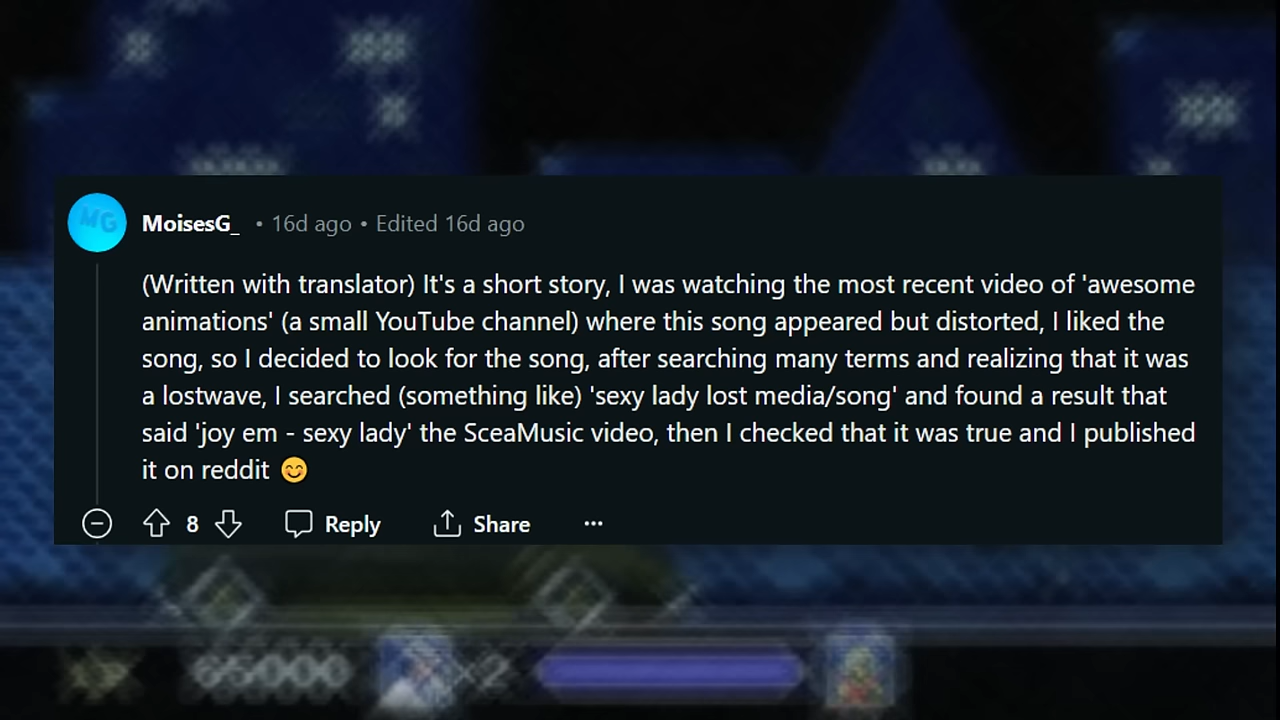 MG
MoisesG_ • 16d ago • Edited 16d ago
(Written with translator) It's a short story, I was watching the most recent video of 'awesome
animations' (a small YouTube channel) where this song appeared but distorted, I liked the
song, so I decided to look for the song, after searching many terms and realizing that it was
a lostwave, I searched (something like) 'sexy lady lost media/song' and found a result that
said 'joy em - sexy lady' the SceaMusic video, then I checked that it was true and I published
it on reddit 😊
8 Reply Share ···
65000 ×2